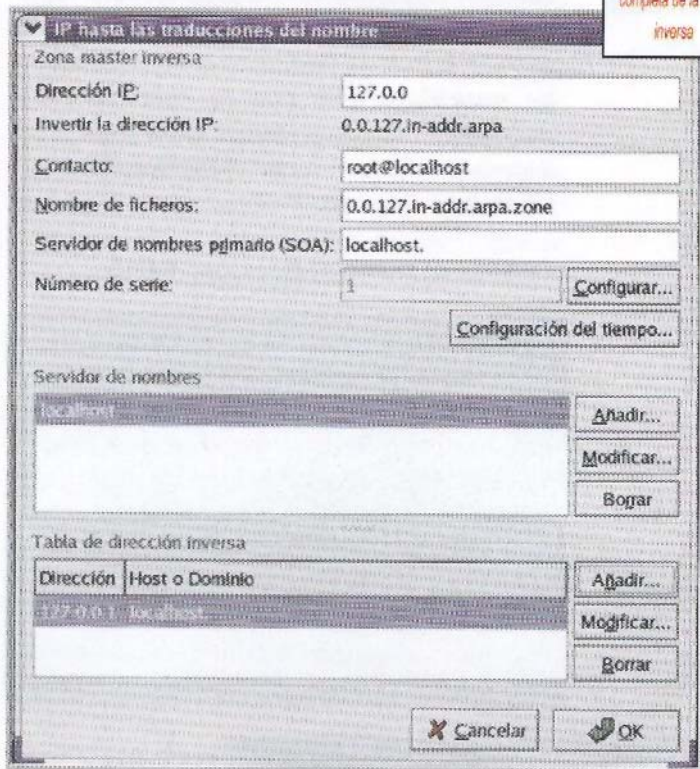 completa de la
inversa
IP hasta las traducciones del nombre
Zona master inversa
Dirección IP: 127.0.0
Invertir la dirección IP: 0.0.127.in-addr.arpa
Contacto: root@localhost
Nombre de ficheros: 0.0.127.in-addr.arpa.zone
Servidor de nombres primario (SOA): localhost.
Número de serie: 1 Configurar...
Configuración del tiempo...
Servidor de nombres
localhost. Añadir...
Modificar...
Borrar
Tabla de dirección inversa
Dirección Host o Dominio Añadir...
127.0.0.1 localhost. Modificar...
Borrar
Cancelar OK